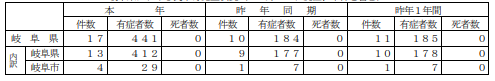 本年 昨年同期 昨年1年間
件数 有症者数 死者数 件数 有症者数 死者数 件数 有症者数 死者数
岐阜県 17 441 0 10 184 0 11 185 0
内訳 岐阜県 13 412 0 9 177 0 10 178 0
岐阜市 4 29 0 1 7 0 1 7 0